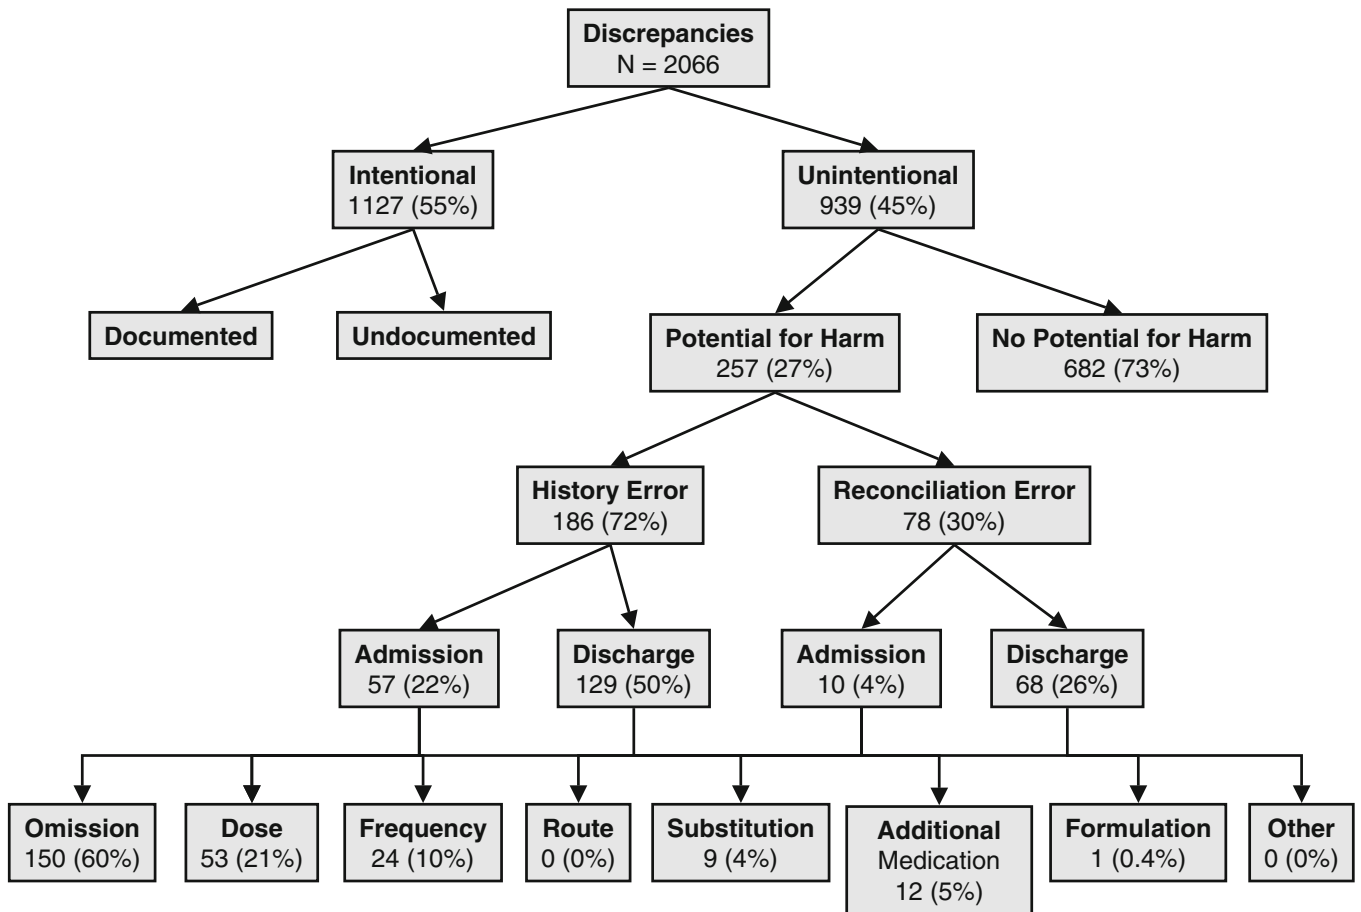 Discrepancies
N = 2066
Intentional
1127 (55%)
Unintentional
939 (45%)
Documented
Undocumented
Potential for Harm
257 (27%)
No Potential for Harm
682 (73%)
History Error
186 (72%)
Reconciliation Error
78 (30%)
Admission
57 (22%)
Discharge
129 (50%)
Admission
10 (4%)
Discharge
68 (26%)
Omission
150 (60%)
Dose
53 (21%)
Frequency
24 (10%)
Route
0 (0%)
Substitution
9 (4%)
Additional
Medication
12 (5%)
Formulation
1 (0.4%)
Other
0 (0%)